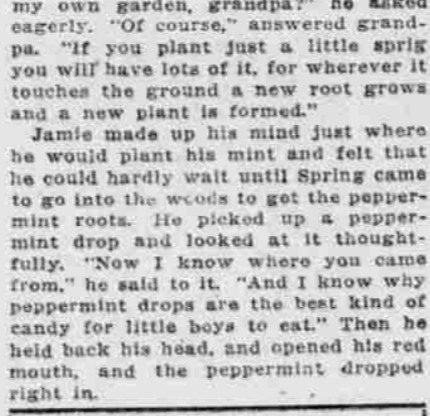 my own garden, grandpa?" he asked
eagerly. "Of course," answered grand-
pa. "If you plant just a little sprig
you will have lots of it, for wherever it
touches the ground a new root grows
and a new plant is formed."
Jamie made up his mind just where
he would plant his mint and felt that
he could hardly wait until Spring came
to go into the woods to get the pepper-
mint roots. He picked up a pepper-
mint drop and looked at it thought-
fully. "Now I know where you came
from," he said to it. "And I know why
peppermint drops are the best kind of
candy for little boys to eat." Then he
held back his head, and opened his red
mouth, and the peppermint dropped
right in.